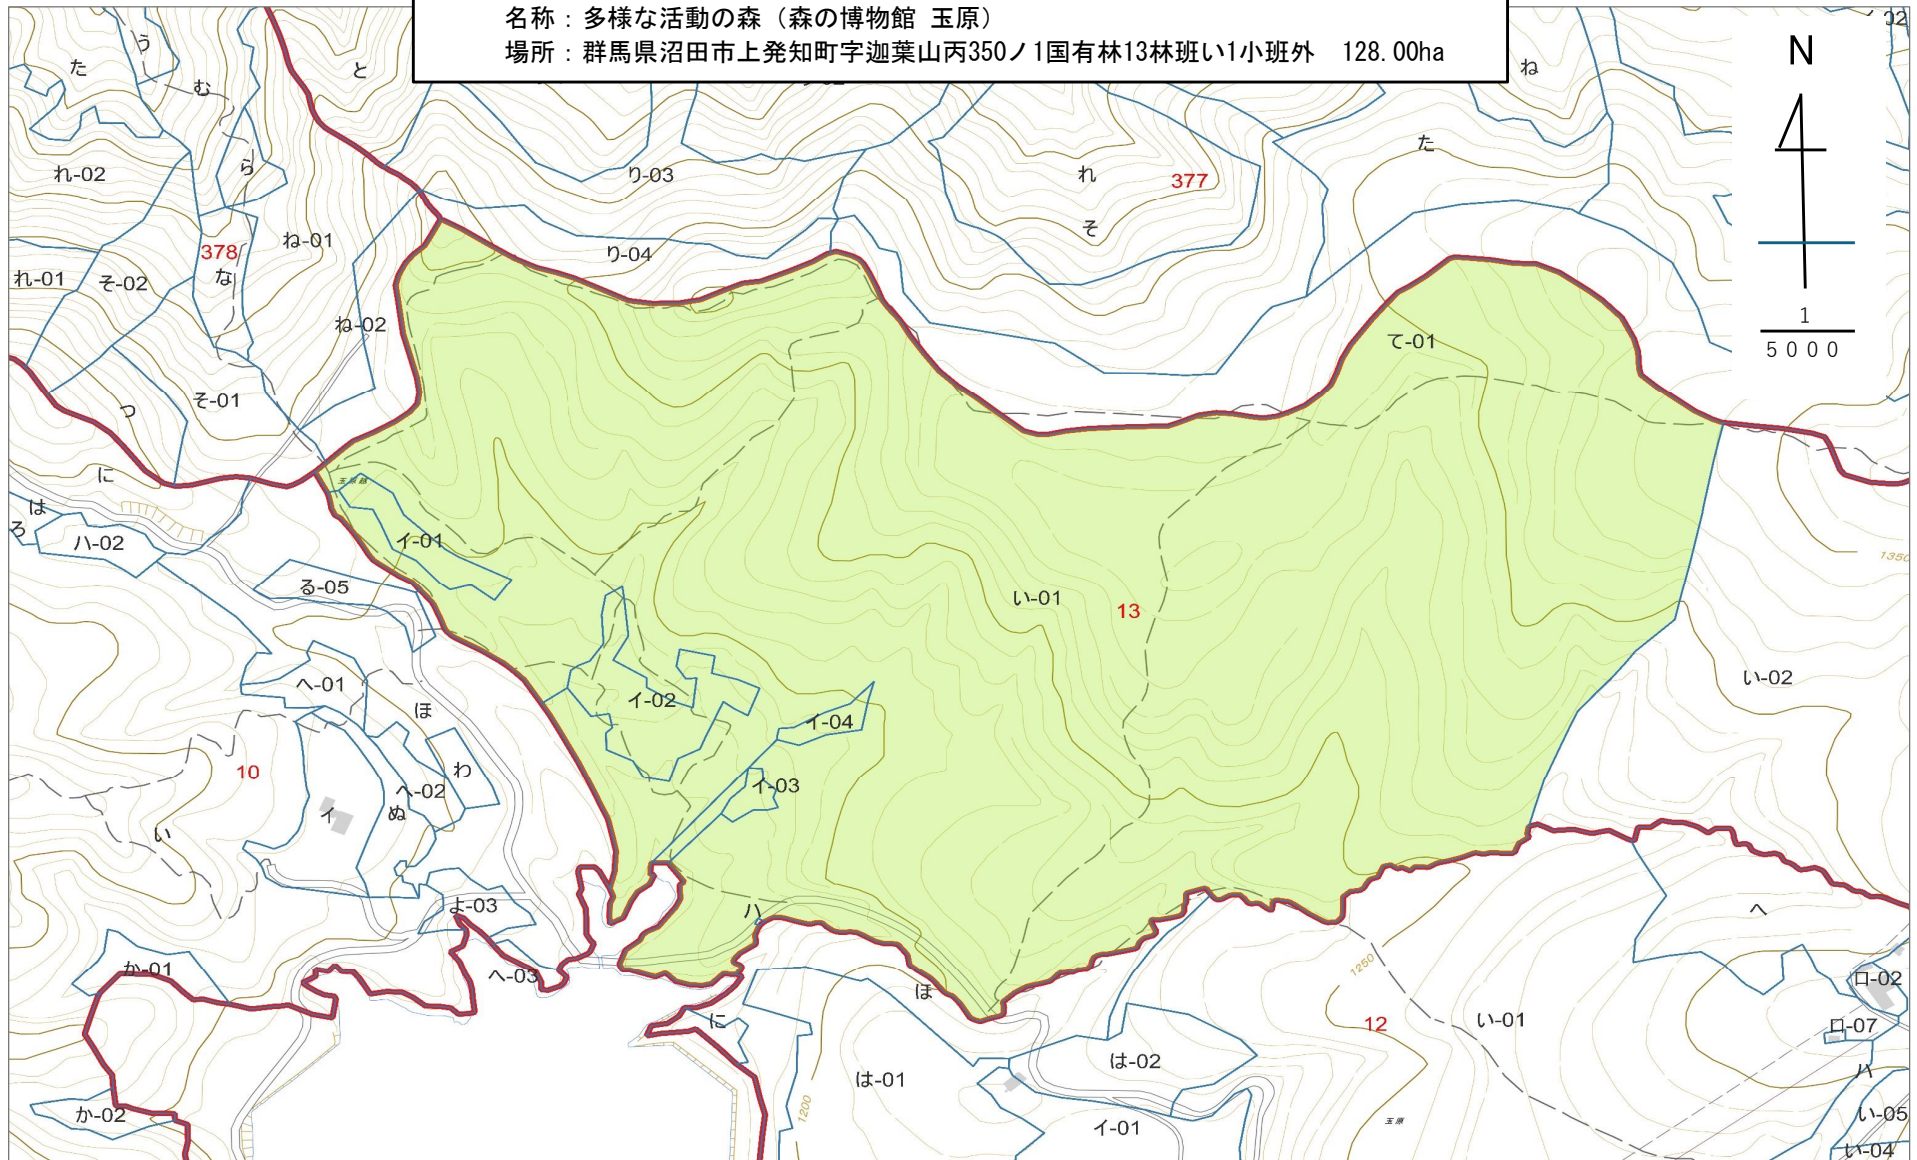 名称：多様な活動の森（森の博物館 玉原）
場所：群馬県沼田市上発知町字迦葉山丙350ノ1国有林13林班い1小班外　128.00ha
N
1
5000
た
う
む
と
ら
れ-02
378
な
ね-01
れ-01
そ-02
ね-02
そ-01
つ
り-03
り-04
れ
377
そ
た
ね
て-01
に
は
ろ
ハ-02
玉原越
イ-01
る-05
い-01
13
1350
い-02
へ-01
ほ
イ-02
イ-04
イ-03
10
わ
へ-02
ぬ
イ
い
よ-03
ハ
か-01
へ-03
ほ
に
1250
へ
ロ-02
12
い-01
ロ-07
は-02
は-01
ハ
か-02
1200
イ-01
玉原
い-05
い-04